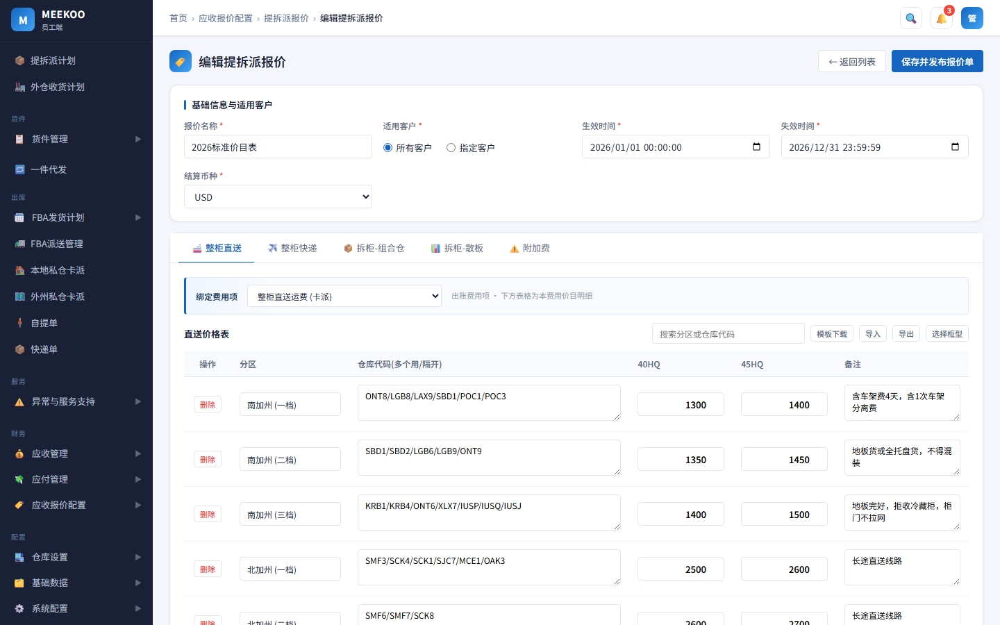 M
MEEKOO
员工端
提拆派计划
外仓收货计划
货件
货件管理
一件代发
出库
FBA发货计划
FBA派送管理
本地私仓卡派
外州私仓卡派
自提单
快递单
服务
异常与服务支持
财务
应收管理
应付管理
应收报价配置
配置
仓库设置
基础数据
系统配置
首页 › 应收报价配置 › 提拆派报价 › 编辑提拆派报价
3
管
编辑提拆派报价
← 返回列表
保存并发布报价单
基础信息与适用客户
报价名称 * 适用客户 * 生效时间 * 失效时间 *
2026标准价目表 所有客户 指定客户 2026/01/01 00:00:00 2026/12/31 23:59:59
结算币种 *
USD
整柜直送 整柜快递 拆柜-组合仓 拆柜-散板 附加费
绑定费用项 整柜直送运费 (卡派) 出账费用项 · 下方表格为本费用价目明细
直送价格表 搜索分区或仓库代码 模板下载 导入 导出 选择柜型
操作 分区 仓库代码(多个用/隔开) 40HQ 45HQ 备注
删除 南加州 (一档) ONT8/LGB8/LAX9/SBD1/POC1/POC3 1300 1400 含车架费4天，含1次车架
分离费
删除 南加州 (二档) SBD1/SBD2/LGB6/LGB9/ONT9 1350 1450 地板货或全托盘货，不得混
装
删除 南加州 (三档) KRB1/KRB4/ONT6/XLX7/IUSP/IUSQ/IUSJ 1400 1500 地板完好，拒收冷藏柜，柜
门不拉网
删除 北加州 (一档) SMF3/SCK4/SCK1/SJC7/MCE1/OAK3 2500 2600 长途直送线路
删除 北加州 (二档) SMF6/SMF7/SCK8 2600 2700 长途直送线路